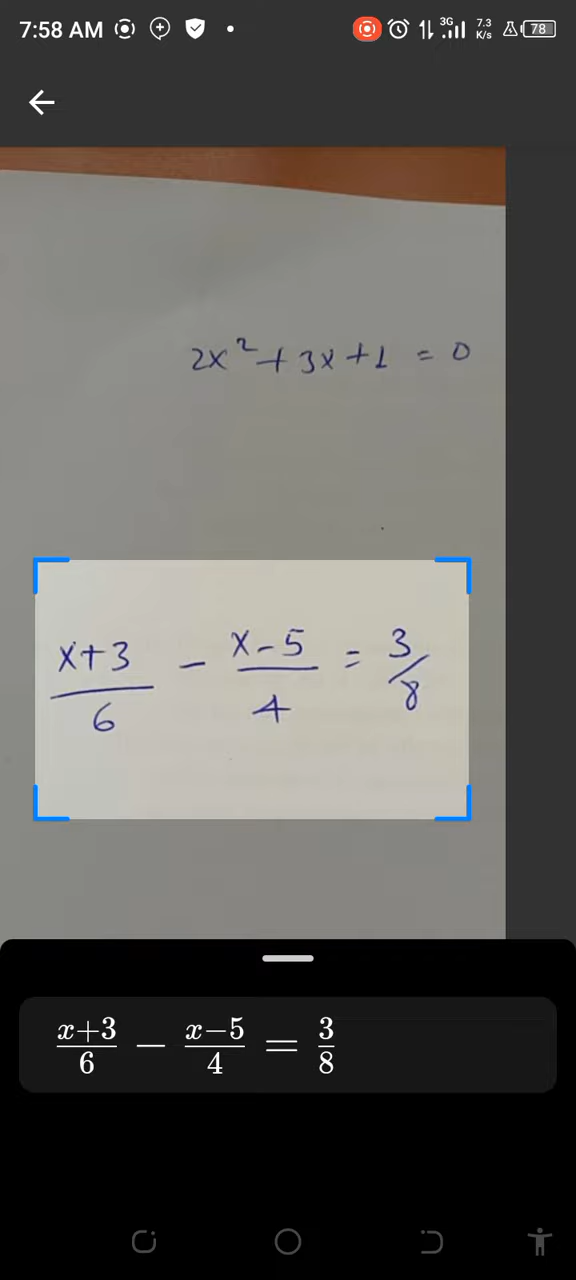 7:58 AM 3G 7.3 K/s 78
2x² + 3x + 1 = 0
x+3/6 - x-5/4 = 3/8
x+3/6 − x−5/4 = 3/8